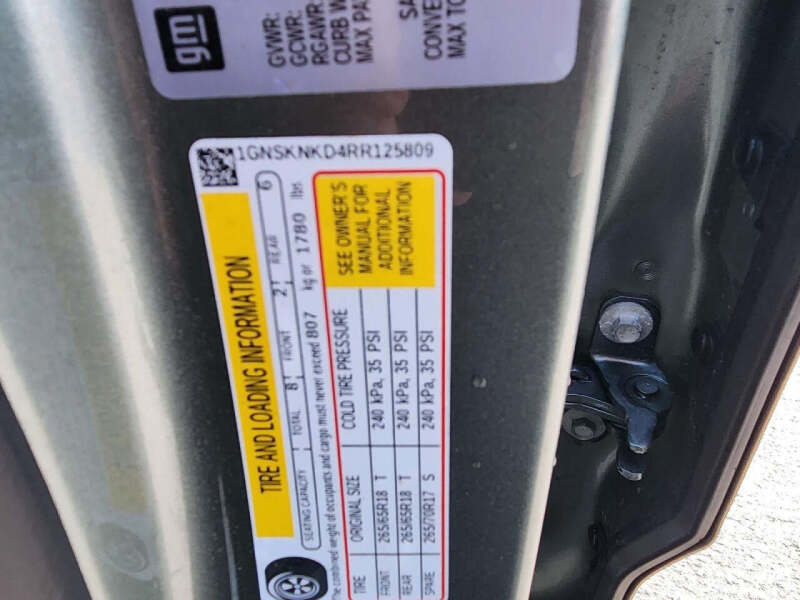 gm
GVWR:
GCWR:
RGAWR
CURB W
MAX PA
SA
CONVE
MAX TO
1GNSKNKD4RR125809
TIRE AND LOADING INFORMATION
SEATING CAPACITY TOTAL 8 FRONT 2 REAR 6
he combined weight of occupants and cargo must never exceed 807 kg or 1780 lbs.
TIRE ORIGINAL SIZE COLD TIRE PRESSURE
FRONT 265/65R18 T 240 kPa, 35 PSI
REAR 265/65R18 T 240 kPa, 35 PSI
SPARE 265/70R17 S 240 kPa, 35 PSI
SEE OWNER'S
MANUAL FOR
ADDITIONAL
INFORMATION